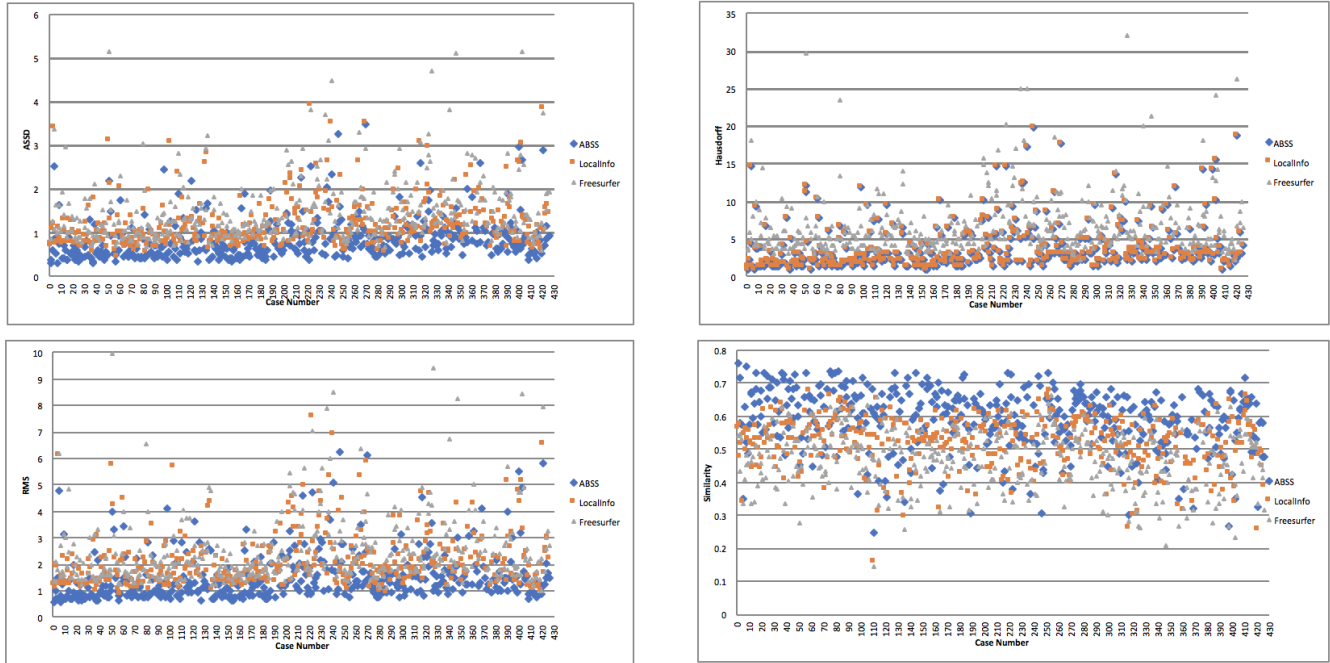 6
5
4
3
2
1
0
ASSD
0 10 20 30 40 50 60 70 80 90 100 110 120 130 140 150 160 170 180 190 200 210 220 230 240 250 260 270 280 290 300 310 320 330 340 350 360 370 380 390 400 410 420 430
Case Number
ABSS
LocalInfo
Freesurfer
35
30
25
20
15
10
5
0
Hausdorff
0 10 20 30 40 50 60 70 80 90 100 110 120 130 140 150 160 170 180 190 200 210 220 230 240 250 260 270 280 290 300 310 320 330 340 350 360 370 380 390 400 410 420 430
Case Number
ABSS
LocalInfo
Freesurfer
10
9
8
7
6
5
4
3
2
1
0
RMS
0 10 20 30 40 50 60 70 80 90 100 110 120 130 140 150 160 170 180 190 200 210 220 230 240 250 260 270 280 290 300 310 320 330 340 350 360 370 380 390 400 410 420 430
Case Number
ABSS
LocalInfo
Freesurfer
0.8
0.7
0.6
0.5
0.4
0.3
0.2
0.1
0
Similarity
0 10 20 30 40 50 60 70 80 90 100 110 120 130 140 150 160 170 180 190 200 210 220 230 240 250 260 270 280 290 300 310 320 330 340 350 360 370 380 390 400 410 420 430
Case Number
ABSS
LocalInfo
Freesurfer